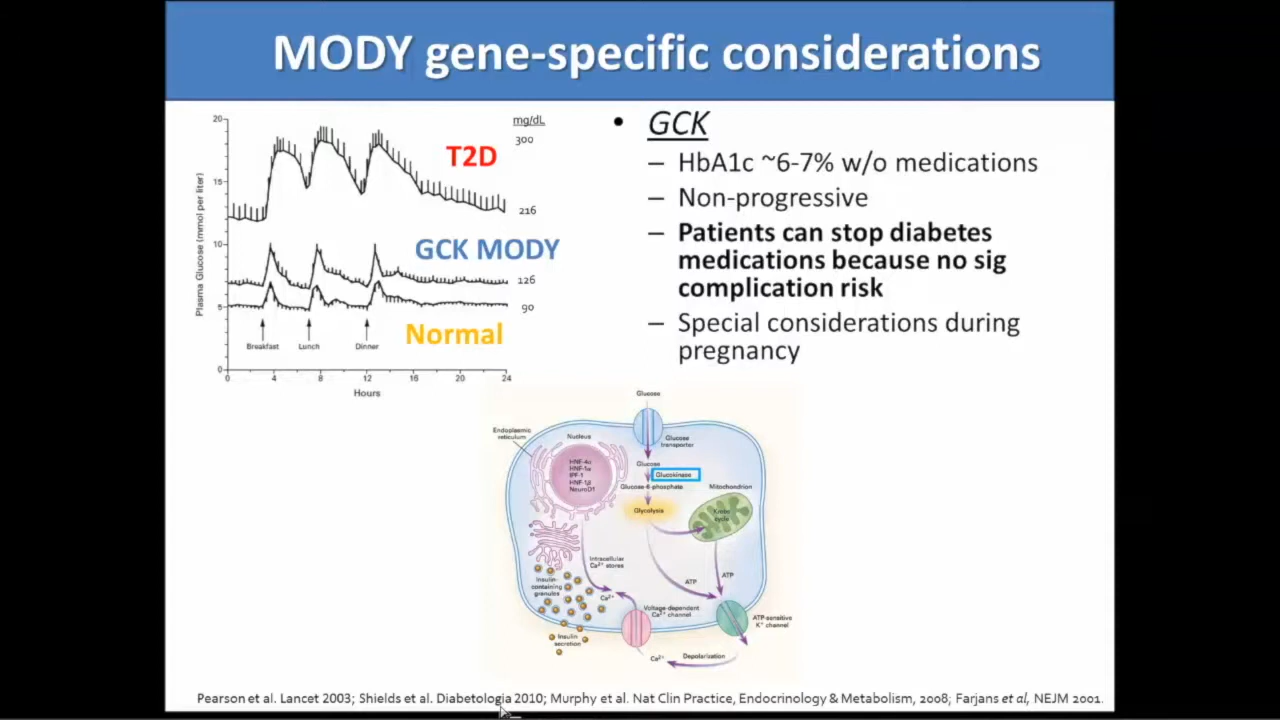 MODY gene-specific considerations
20
15
10
5
0
Plasma Glucose (mmol per liter)
mg/dL
300
216
126
90
T2D
GCK MODY
Normal
Breakfast
Lunch
Dinner
0 4 8 12 16 20 24
Hours
• GCK
– HbA1c ~6-7% w/o medications
– Non-progressive
– Patients can stop diabetes
medications because no sig
complication risk
– Special considerations during
pregnancy
Glucose
Endoplasmic
reticulum
Nucleus
Glucose
transporter
HNF-4α
HNF-1α
IPF-1
HNF-1β
NeuroD1
Glucose
Glucokinase
Glucose-6-phosphate
Mitochondrion
Glycolysis
Krebs
cycle
Intracellular
Ca²⁺ stores
ATP
ATP
Insulin-
containing
granules
Ca²⁺
Voltage-dependent
Ca²⁺ channel
ATP-sensitive
K⁺ channel
Insulin
secretion
Ca²⁺
Depolarization
Pearson et al. Lancet 2003; Shields et al. Diabetologia 2010; Murphy et al. Nat Clin Practice, Endocrinology & Metabolism, 2008; Farjans et al, NEJM 2001.